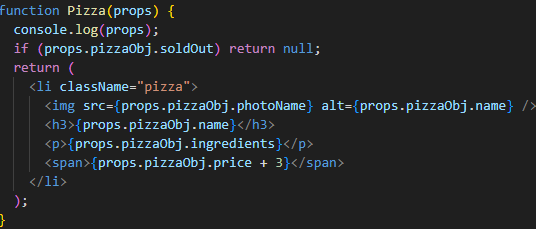 function Pizza(props) {
  console.log(props);
  if (props.pizzaObj.soldOut) return null;
  return (
    <li className="pizza">
      <img src={props.pizzaObj.photoName} alt={props.pizzaObj.name} />
      <h3>{props.pizzaObj.name}</h3>
      <p>{props.pizzaObj.ingredients}</p>
      <span>{props.pizzaObj.price + 3}</span>
    </li>
  );
}